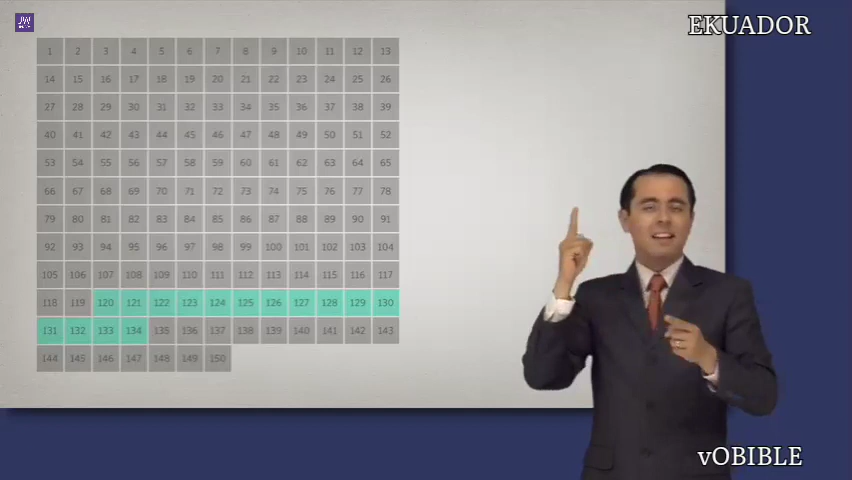 JW
EKUADOR
1 2 3 4 5 6 7 8 9 10 11 12 13
14 15 16 17 18 19 20 21 22 23 24 25 26
27 28 29 30 31 32 33 34 35 36 37 38 39
40 41 42 43 44 45 46 47 48 49 50 51 52
53 54 55 56 57 58 59 60 61 62 63 64 65
66 67 68 69 70 71 72 73 74 75 76 77 78
79 80 81 82 83 84 85 86 87 88 89 90 91
92 93 94 95 96 97 98 99 100 101 102 103 104
105 106 107 108 109 110 111 112 113 114 115 116 117
118 119 120 121 122 123 124 125 126 127 128 129 130
131 132 133 134 135 136 137 138 139 140 141 142 143
144 145 146 147 148 149 150
vOBIBLE